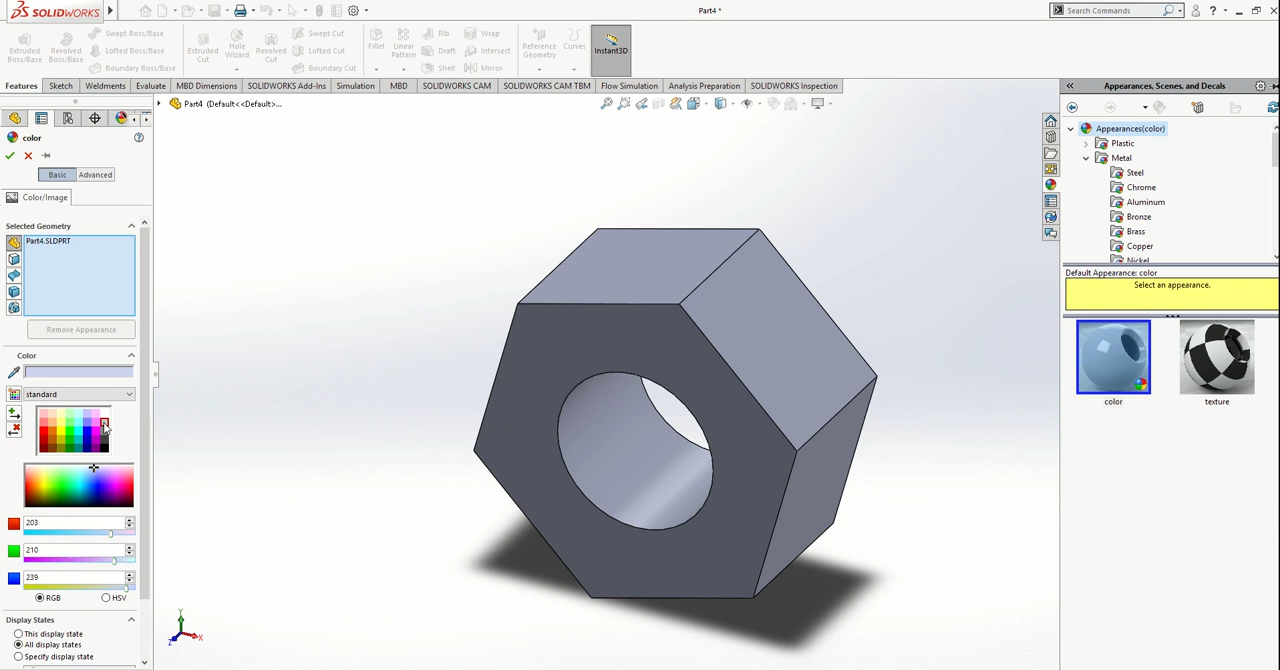 SOLIDWORKS
Part4 *
Search Commands
Extruded Boss/Base
Revolved Boss/Base
Swept Boss/Base
Lofted Boss/Base
Boundary Boss/Base
Extruded Cut
Hole Wizard
Revolved Cut
Swept Cut
Lofted Cut
Boundary Cut
Fillet
Linear Pattern
Rib
Draft
Shell
Wrap
Intersect
Mirror
Reference Geometry
Curves
Instant3D
Features
Sketch
Weldments
Evaluate
MBD Dimensions
SOLIDWORKS Add-Ins
Simulation
MBD
SOLIDWORKS CAM
SOLIDWORKS CAM TBM
Flow Simulation
Analysis Preparation
SOLIDWORKS Inspection
Part4 (Default<<Default>...
color
Basic
Advanced
Color/Image
Selected Geometry
Part4.SLDPRT
Remove Appearance
Color
standard
203
210
239
RGB
HSV
Display States
This display state
All display states
Specify display state
Y
X
Z
Appearances, Scenes, and Decals
Appearances(color)
Plastic
Metal
Steel
Chrome
Aluminum
Bronze
Brass
Copper
Nickel
Default Appearance: color
Select an appearance.
color
texture